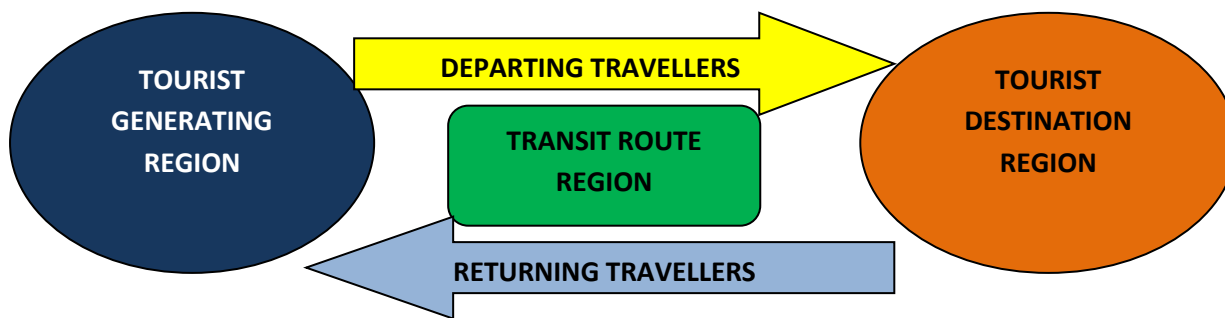 TOURIST
GENERATING
REGION
DEPARTING TRAVELLERS
TRANSIT ROUTE
REGION
RETURNING TRAVELLERS
TOURIST
DESTINATION
REGION